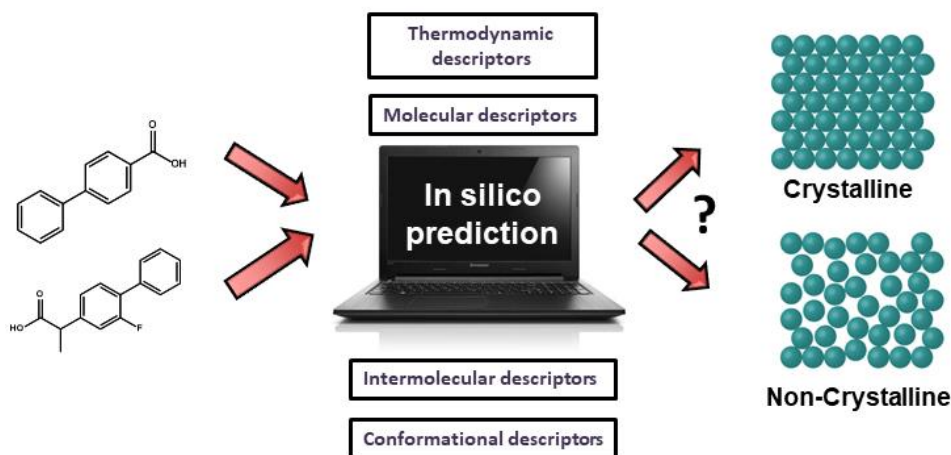 Thermodynamic
descriptors
Molecular descriptors
O
OH
In silico
prediction
?
Crystalline
O
HO
F
Intermolecular descriptors
Conformational descriptors
Non-Crystalline